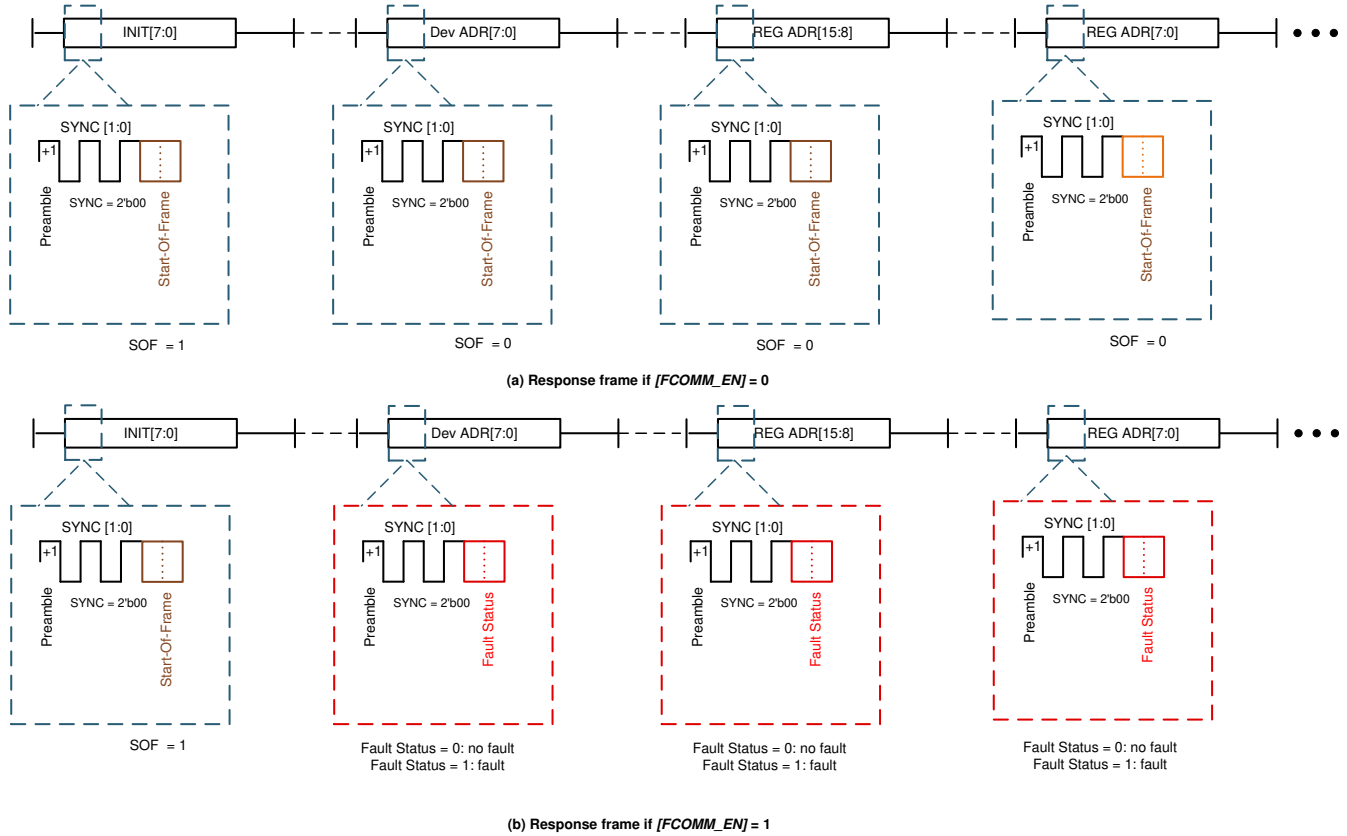 INIT[7:0]
Dev ADR[7:0]
REG ADR[15:8]
REG ADR[7:0]
SYNC [1:0]
+1
SYNC = 2'b00
Preamble
Start-Of-Frame
SOF = 1
SYNC [1:0]
+1
SYNC = 2'b00
Preamble
Start-Of-Frame
SOF = 0
SYNC [1:0]
+1
SYNC = 2'b00
Preamble
Start-Of-Frame
SOF = 0
SYNC [1:0]
+1
SYNC = 2'b00
Preamble
Start-Of-Frame
SOF = 0
(a) Response frame if [FCOMM_EN] = 0
INIT[7:0]
Dev ADR[7:0]
REG ADR[15:8]
REG ADR[7:0]
SYNC [1:0]
+1
SYNC = 2'b00
Preamble
Start-Of-Frame
SOF = 1
SYNC [1:0]
+1
SYNC = 2'b00
Preamble
Fault Status
Fault Status = 0: no fault
Fault Status = 1: fault
SYNC [1:0]
+1
SYNC = 2'b00
Preamble
Fault Status
Fault Status = 0: no fault
Fault Status = 1: fault
SYNC [1:0]
+1
SYNC = 2'b00
Preamble
Fault Status
Fault Status = 0: no fault
Fault Status = 1: fault
(b) Response frame if [FCOMM_EN] = 1